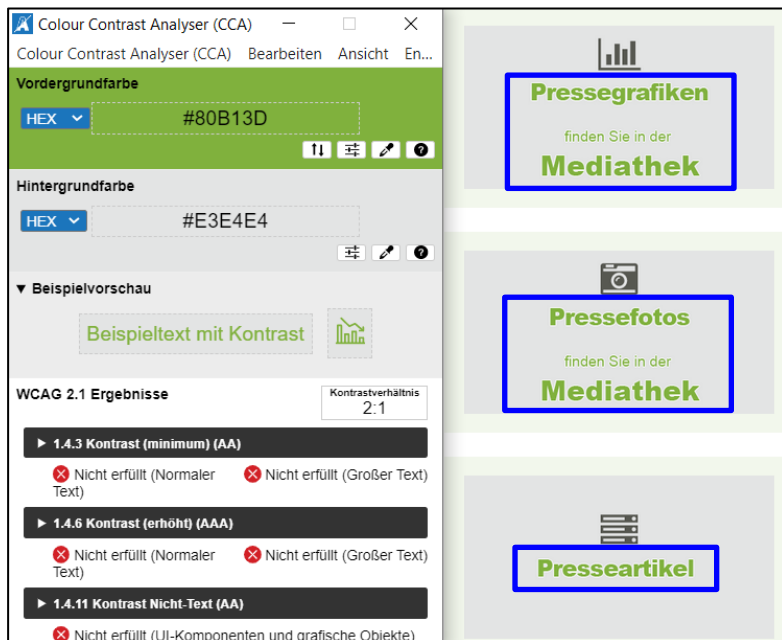 Colour Contrast Analyser (CCA)
Colour Contrast Analyser (CCA) Bearbeiten Ansicht En...
Vordergrundfarbe
HEX #80B13D
Hintergrundfarbe
HEX #E3E4E4
▼ Beispielvorschau
Beispieltext mit Kontrast
WCAG 2.1 Ergebnisse
Kontrastverhältnis
2:1
▶ 1.4.3 Kontrast (minimum) (AA)
Nicht erfüllt (Normaler
Text)
Nicht erfüllt (Großer Text)
▶ 1.4.6 Kontrast (erhöht) (AAA)
Nicht erfüllt (Normaler
Text)
Nicht erfüllt (Großer Text)
▶ 1.4.11 Kontrast Nicht-Text (AA)
Nicht erfüllt (UI-Komponenten und grafische Objekte)
Pressegrafiken
finden Sie in der
Mediathek
Pressefotos
finden Sie in der
Mediathek
Presseartikel